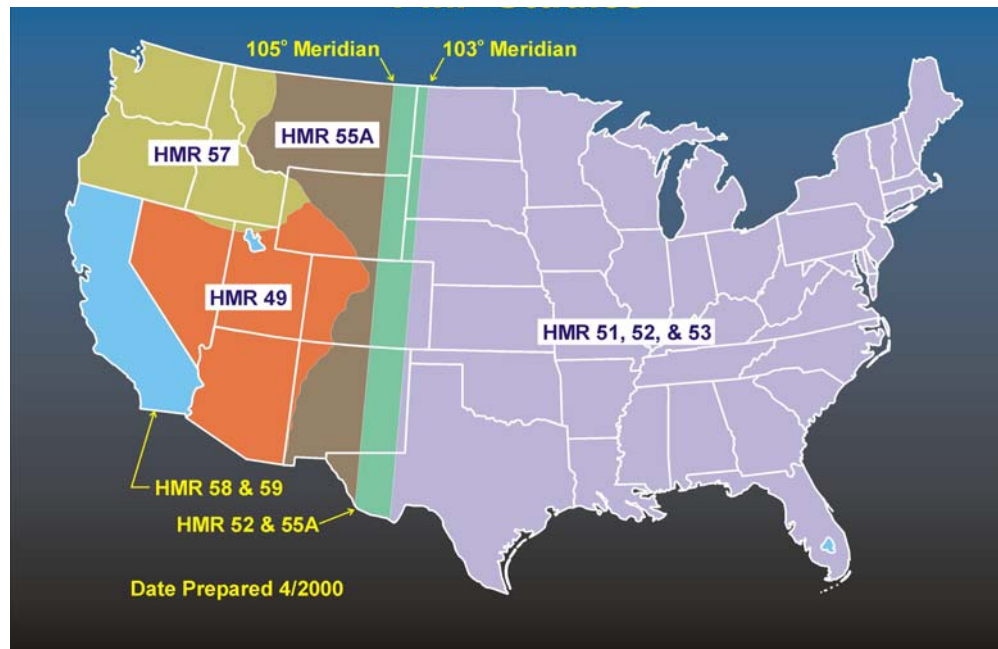 105° Meridian
103° Meridian
HMR 55A
HMR 57
HMR 49
HMR 51, 52, & 53
HMR 58 & 59
HMR 52 & 55A
Date Prepared 4/2000